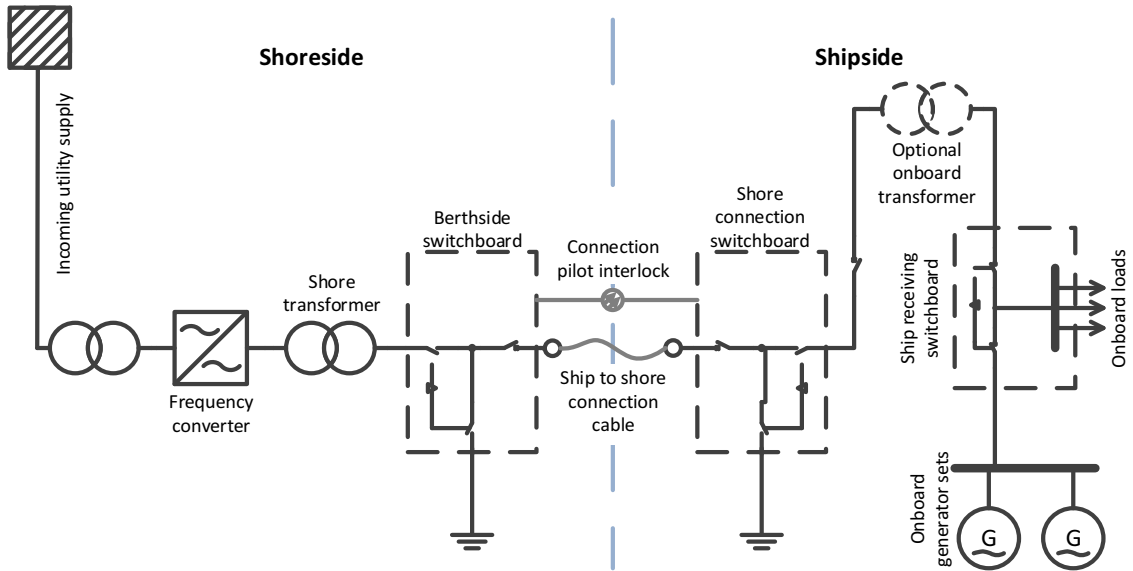 Shoreside
Shipside
Incoming utility supply
Frequency
converter
Shore
transformer
Berthside
switchboard
Connection
pilot interlock
Ship to shore
connection
cable
Shore
connection
switchboard
Optional
onboard
transformer
Ship receiving
switchboard
Onboard loads
Onboard
generator sets
G
G